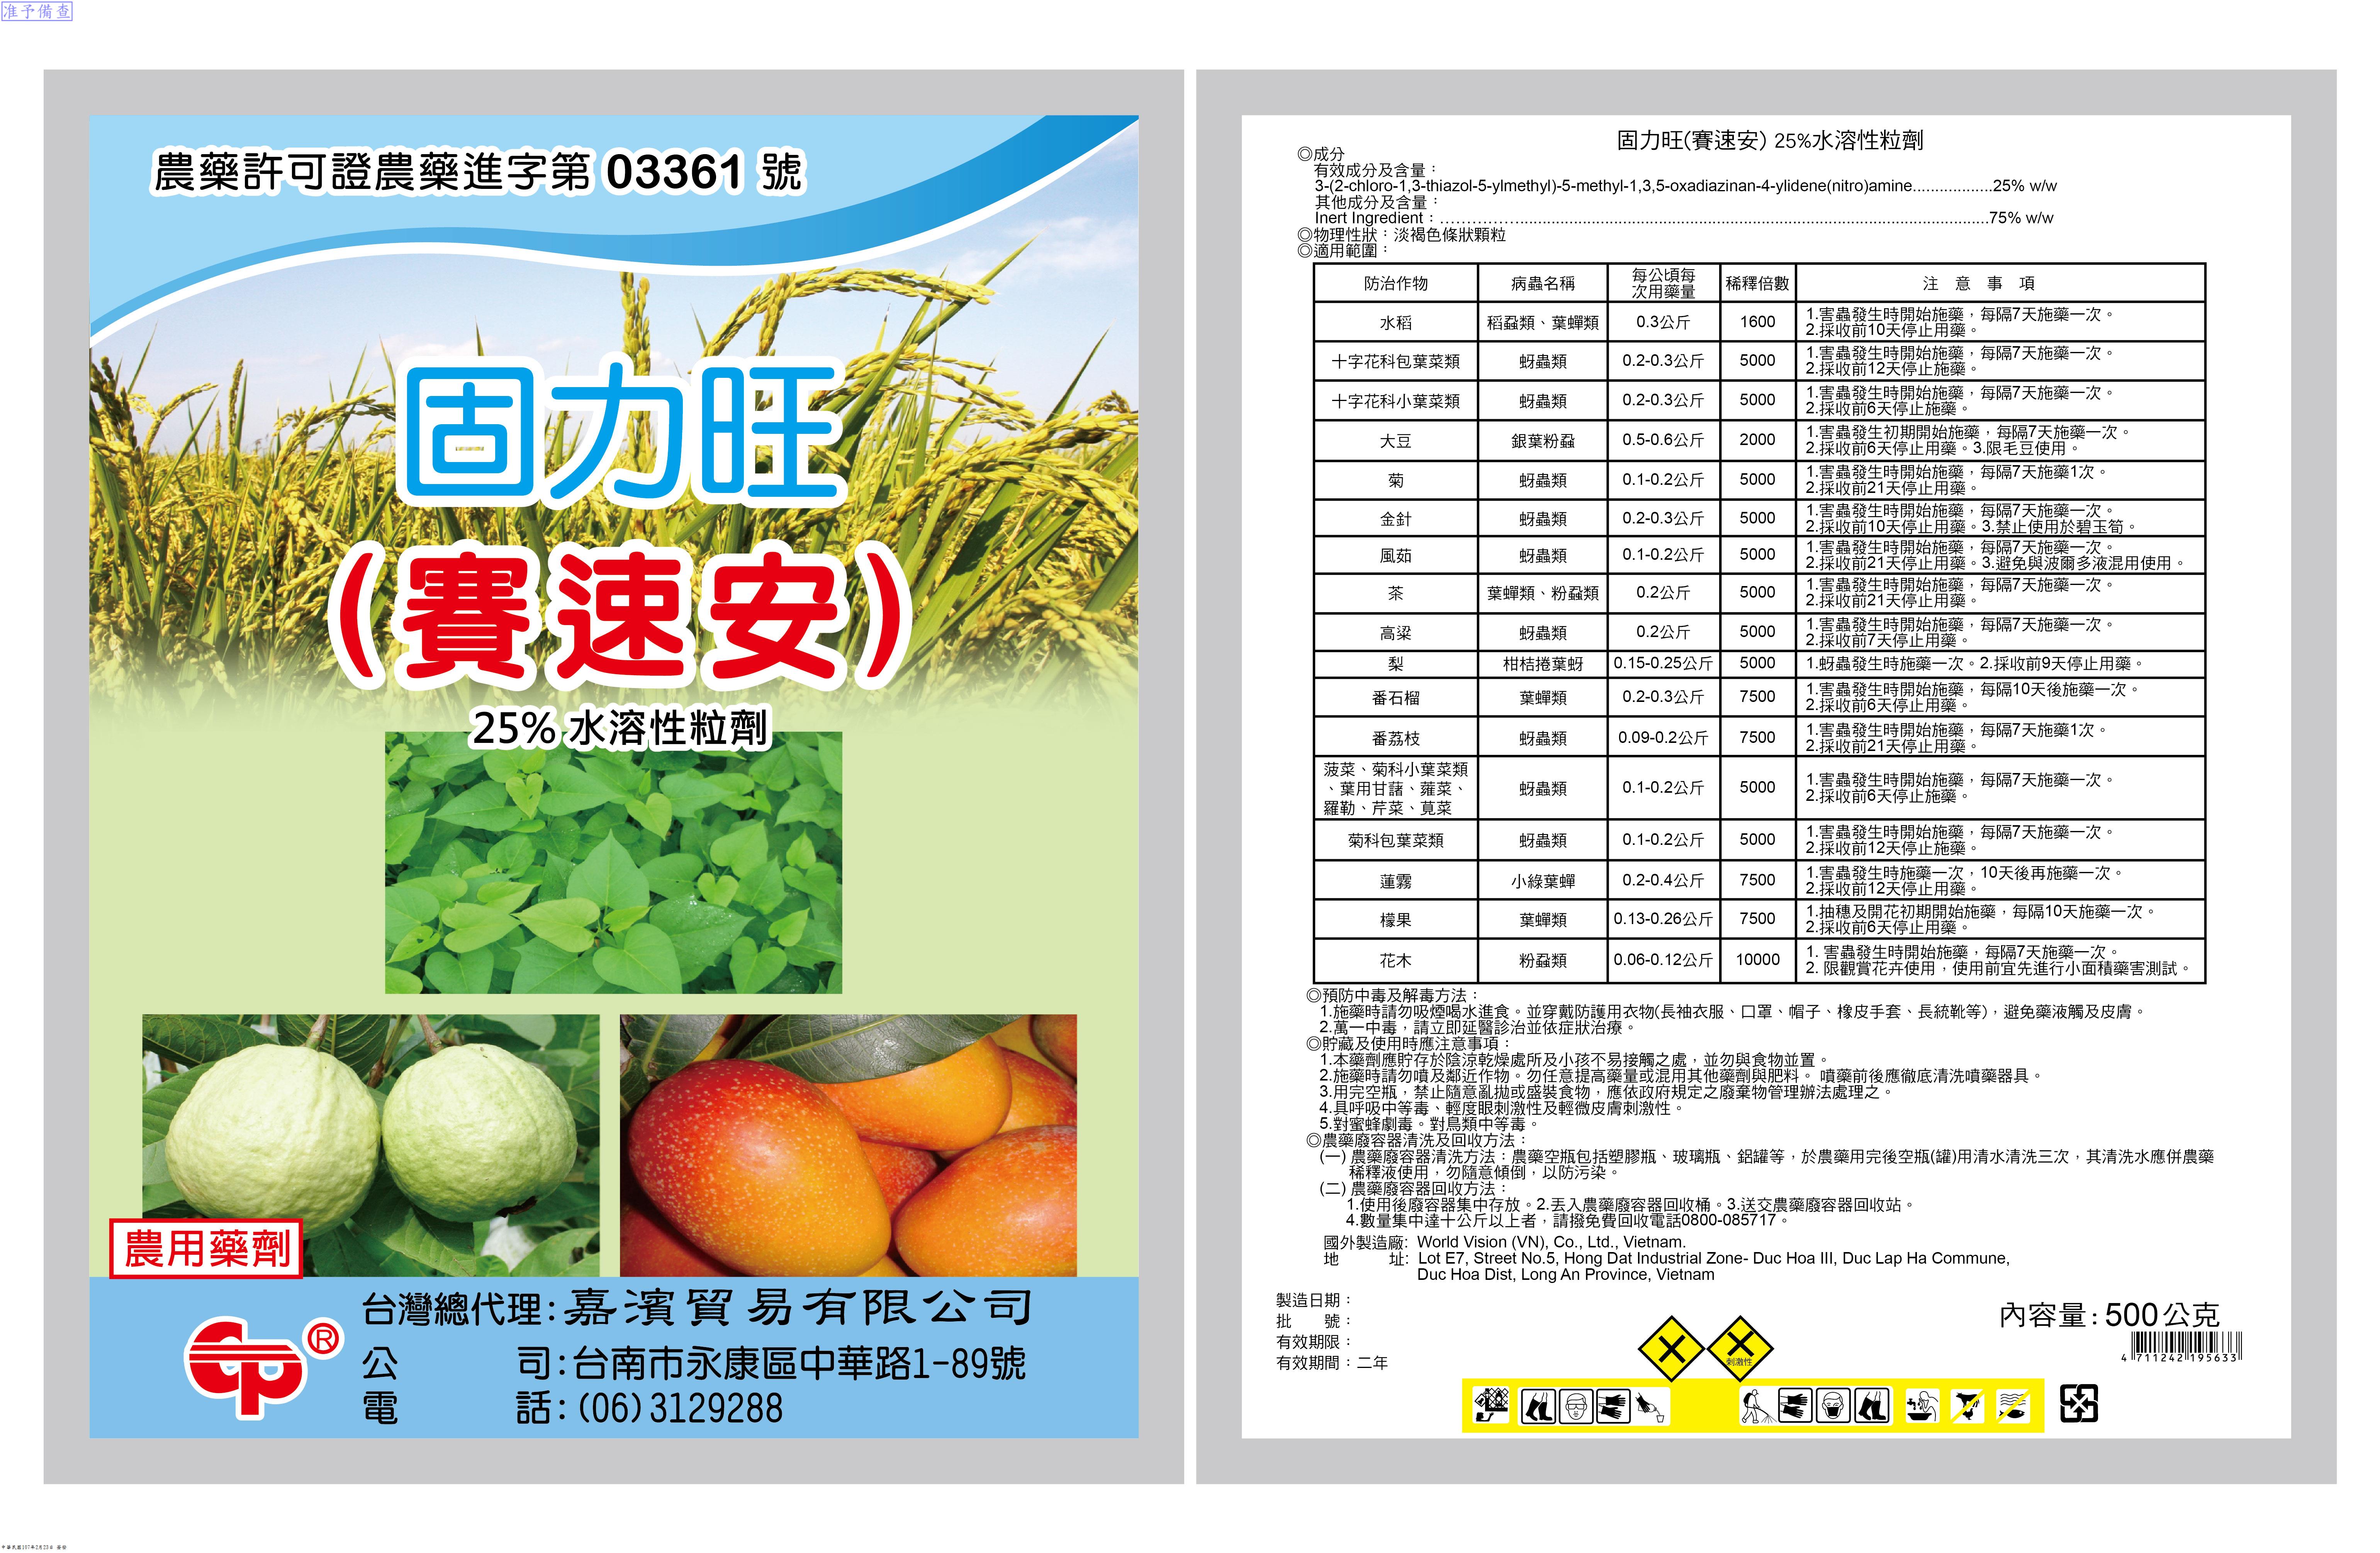 准予備查
農藥許可證農藥進字第 03361 號
固力旺
(賽速安)
25% 水溶性粒劑
農用藥劑
CP®
台灣總代理:嘉濱貿易有限公司
公 司:台南市永康區中華路1-89號
電 話:(06)3129288
固力旺(賽速安) 25%水溶性粒劑
◎成分
有效成分及含量：
3-(2-chloro-1,3-thiazol-5-ylmethyl)-5-methyl-1,3,5-oxadiazinan-4-ylidene(nitro)amine..................25% w/w
其他成分及含量：
Inert Ingredient：...............................................................................................................75% w/w
◎物理性狀：淡褐色條狀顆粒
◎適用範圍：
防治作物 病蟲名稱 每公頃每次用藥量 稀釋倍數 注 意 事 項
水稻 稻蝨類、葉蟬類 0.3公斤 1600 1.害蟲發生時開始施藥，每隔7天施藥一次。
2.採收前10天停止用藥。
十字花科包葉菜類 蚜蟲類 0.2-0.3公斤 5000 1.害蟲發生時開始施藥，每隔7天施藥一次。
2.採收前12天停止施藥。
十字花科小葉菜類 蚜蟲類 0.2-0.3公斤 5000 1.害蟲發生時開始施藥，每隔7天施藥一次。
2.採收前6天停止施藥。
大豆 銀葉粉蝨 0.5-0.6公斤 2000 1.害蟲發生初期開始施藥，每隔7天施藥一次。
2.採收前6天停止用藥。3.限毛豆使用。
菊 蚜蟲類 0.1-0.2公斤 5000 1.害蟲發生時開始施藥，每隔7天施藥1次。
2.採收前21天停止用藥。
金針 蚜蟲類 0.2-0.3公斤 5000 1.害蟲發生時開始施藥，每隔7天施藥一次。
2.採收前10天停止用藥。3.禁止使用於碧玉筍。
風茹 蚜蟲類 0.1-0.2公斤 5000 1.害蟲發生時開始施藥，每隔7天施藥一次。
2.採收前21天停止用藥。3.避免與波爾多液混用使用。
茶 葉蟬類、粉蝨類 0.2公斤 5000 1.害蟲發生時開始施藥，每隔7天施藥一次。
2.採收前21天停止用藥。
高粱 蚜蟲類 0.2公斤 5000 1.害蟲發生時開始施藥，每隔7天施藥一次。
2.採收前7天停止用藥。
梨 柑桔捲葉蚜 0.15-0.25公斤 5000 1.蚜蟲發生時施藥一次。2.採收前9天停止用藥。
番石榴 葉蟬類 0.2-0.3公斤 7500 1.害蟲發生時開始施藥，每隔10天後施藥一次。
2.採收前6天停止用藥。
番荔枝 蚜蟲類 0.09-0.2公斤 7500 1.害蟲發生時開始施藥，每隔7天施藥1次。
2.採收前21天停止用藥。
菠菜、菊科小葉菜類
、葉用甘藷、蕹菜、
羅勒、芹菜、莧菜 蚜蟲類 0.1-0.2公斤 5000 1.害蟲發生時開始施藥，每隔7天施藥一次。
2.採收前6天停止施藥。
菊科包葉菜類 蚜蟲類 0.1-0.2公斤 5000 1.害蟲發生時開始施藥，每隔7天施藥一次。
2.採收前12天停止施藥。
蓮霧 小綠葉蟬 0.2-0.4公斤 7500 1.害蟲發生時施藥一次，10天後再施藥一次。
2.採收前12天停止用藥。
檬果 葉蟬類 0.13-0.26公斤 7500 1.抽穗及開花初期開始施藥，每隔10天施藥一次。
2.採收前6天停止用藥。
花木 粉蝨類 0.06-0.12公斤 10000 1. 害蟲發生時開始施藥，每隔7天施藥一次。
2. 限觀賞花卉使用，使用前宜先進行小面積藥害測試。
◎預防中毒及解毒方法：
1.施藥時請勿吸煙喝水進食。並穿戴防護用衣物(長袖衣服、口罩、帽子、橡皮手套、長統靴等)，避免藥液觸及皮膚。
2.萬一中毒，請立即延醫診治並依症狀治療。
◎貯藏及使用時應注意事項：
1.本藥劑應貯存於陰涼乾燥處所及小孩不易接觸之處，並勿與食物並置。
2.施藥時請勿噴及鄰近作物。勿任意提高藥量或混用其他藥劑與肥料。 噴藥前後應徹底清洗噴藥器具。
3.用完空瓶，禁止隨意亂拋或盛裝食物，應依政府規定之廢棄物管理辦法處理之。
4.具呼吸中等毒、輕度眼刺激性及輕微皮膚刺激性。
5.對蜜蜂劇毒。對鳥類中等毒。
◎農藥廢容器清洗及回收方法：
(一) 農藥廢容器清洗方法：農藥空瓶包括塑膠瓶、玻璃瓶、鋁罐等，於農藥用完後空瓶(罐)用清水清洗三次，其清洗水應併農藥
稀釋液使用，勿隨意傾倒，以防污染。
(二) 農藥廢容器回收方法：
1.使用後廢容器集中存放。2.丟入農藥廢容器回收桶。3.送交農藥廢容器回收站。
4.數量集中達十公斤以上者，請撥免費回收電話0800-085717。
國外製造廠: World Vision (VN), Co., Ltd., Vietnam.
地 址: Lot E7, Street No.5, Hong Dat Industrial Zone- Duc Hoa III, Duc Lap Ha Commune,
Duc Hoa Dist, Long An Province, Vietnam
製造日期：
批 號：
有效期限：
有效期間：二年
刺激性
內容量：500公克
4 711242 195633